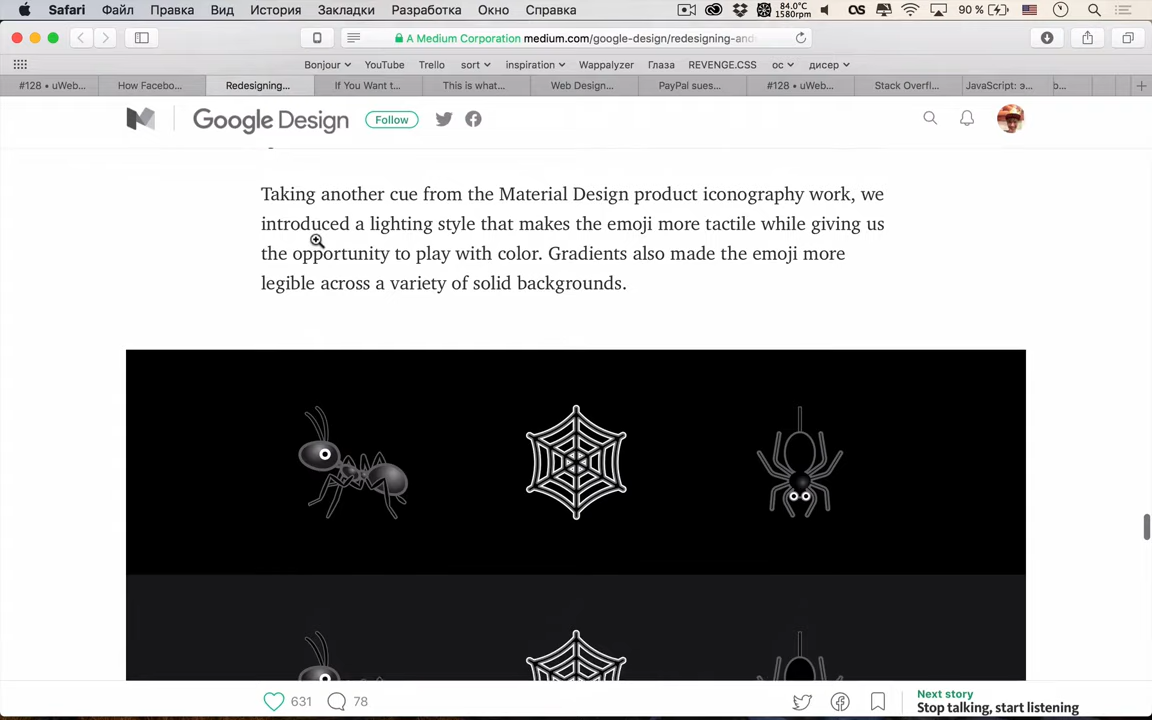 Safari Файл Правка Вид История Закладки Разработка Окно Справка 84.0°C 1580rpm 90 %
A Medium Corporation medium.com/google-design/redesigning-and
Bonjour YouTube Trello sort inspiration Wappalyzer Глаза REVENGE.CSS ос дисер
#128 • uWeb... How Facebo... Redesigning... If You Want t... This is what... Web Design... PayPal sues... #128 • uWeb... Stack Overfl... JavaScript: э... b...
Google Design Follow
Taking another cue from the Material Design product iconography work, we
introduced a lighting style that makes the emoji more tactile while giving us
the opportunity to play with color. Gradients also made the emoji more
legible across a variety of solid backgrounds.
631 78
Next story
Stop talking, start listening